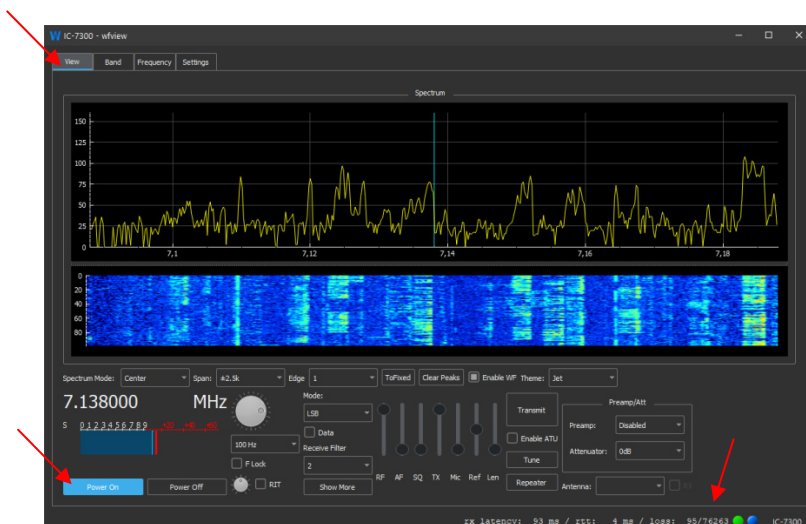 IC-7300 - wfview
View Band Frequency Settings
Spectrum
150
125
100
75
50
25
0
7,1 7,12 7,14 7,16 7,18
0
20
40
60
80
Spectrum Mode: Center Span: ±2.5k Edge 1 ToFixed Clear Peaks Enable WF Theme: Jet
7.138000 MHz
S 0 1 2 3 4 5 6 7 8 9 +20 +40 +60
100 Hz
F Lock
RIT
Power On Power Off
Mode:
LSB
Data
Receive Filter
2
Show More
RF AF SQ TX Mic Ref Len
Transmit
Enable ATU
Tune
Repeater
Preamp/Att
Preamp: Disabled
Attenuator: 0dB
Antenna:
rx latency: 93 ms / rtt: 4 ms / loss: 95/76263 IC-7300